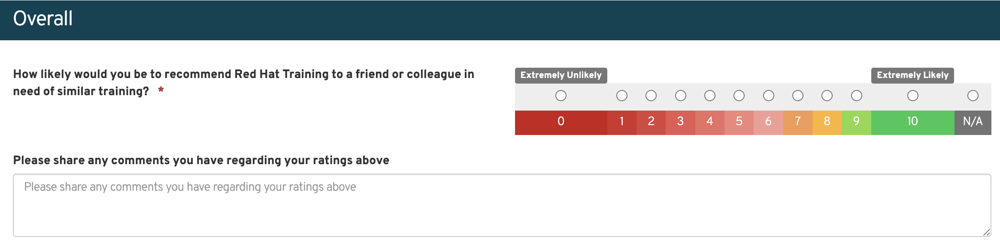 Overall
How likely would you be to recommend Red Hat Training to a friend or colleague in
need of similar training? *
Extremely Unlikely Extremely Likely
0 1 2 3 4 5 6 7 8 9 10 N/A
Please share any comments you have regarding your ratings above
Please share any comments you have regarding your ratings above